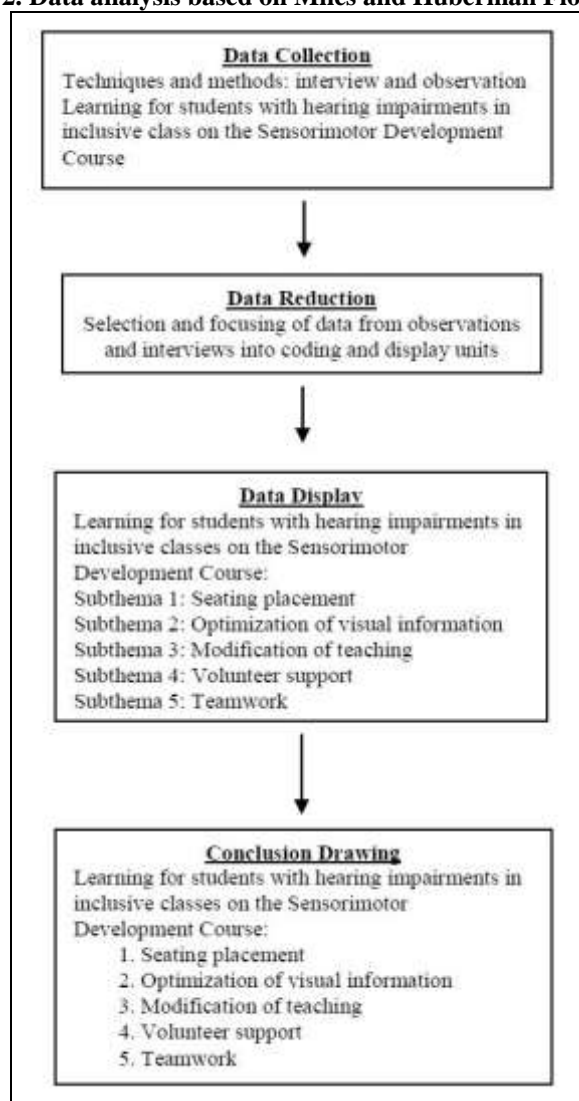 2. Data analysis based on Miles and Huberman Flo
Data Collection
Techniques and methods: interview and observation
Learning for students with hearing impairments in
inclusive class on the Sensorimotor Development
Course
Data Reduction
Selection and focusing of data from observations
and interviews into coding and display units
Data Display
Learning for students with hearing impairments in
inclusive classes on the Sensorimotor
Development Course:
Subthema 1: Seating placement
Subthema 2: Optimization of visual information
Subthema 3: Modification of teaching
Subthema 4: Volunteer support
Subthema 5: Teamwork
Conclusion Drawing
Learning for students with hearing impairments in
inclusive classes on the Sensorimotor
Development Course:
1. Seating placement
2. Optimization of visual information
3. Modification of teaching
4. Volunteer support
5. Teamwork